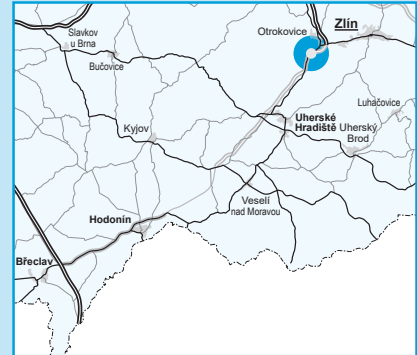 Zlín
Otrokovice
Slavkov
u Brna
Bučovice
Luhačovice
Uherské
Hradiště
Uherský
Brod
Kyjov
Veselí
nad Moravou
Hodonín
Břeclav